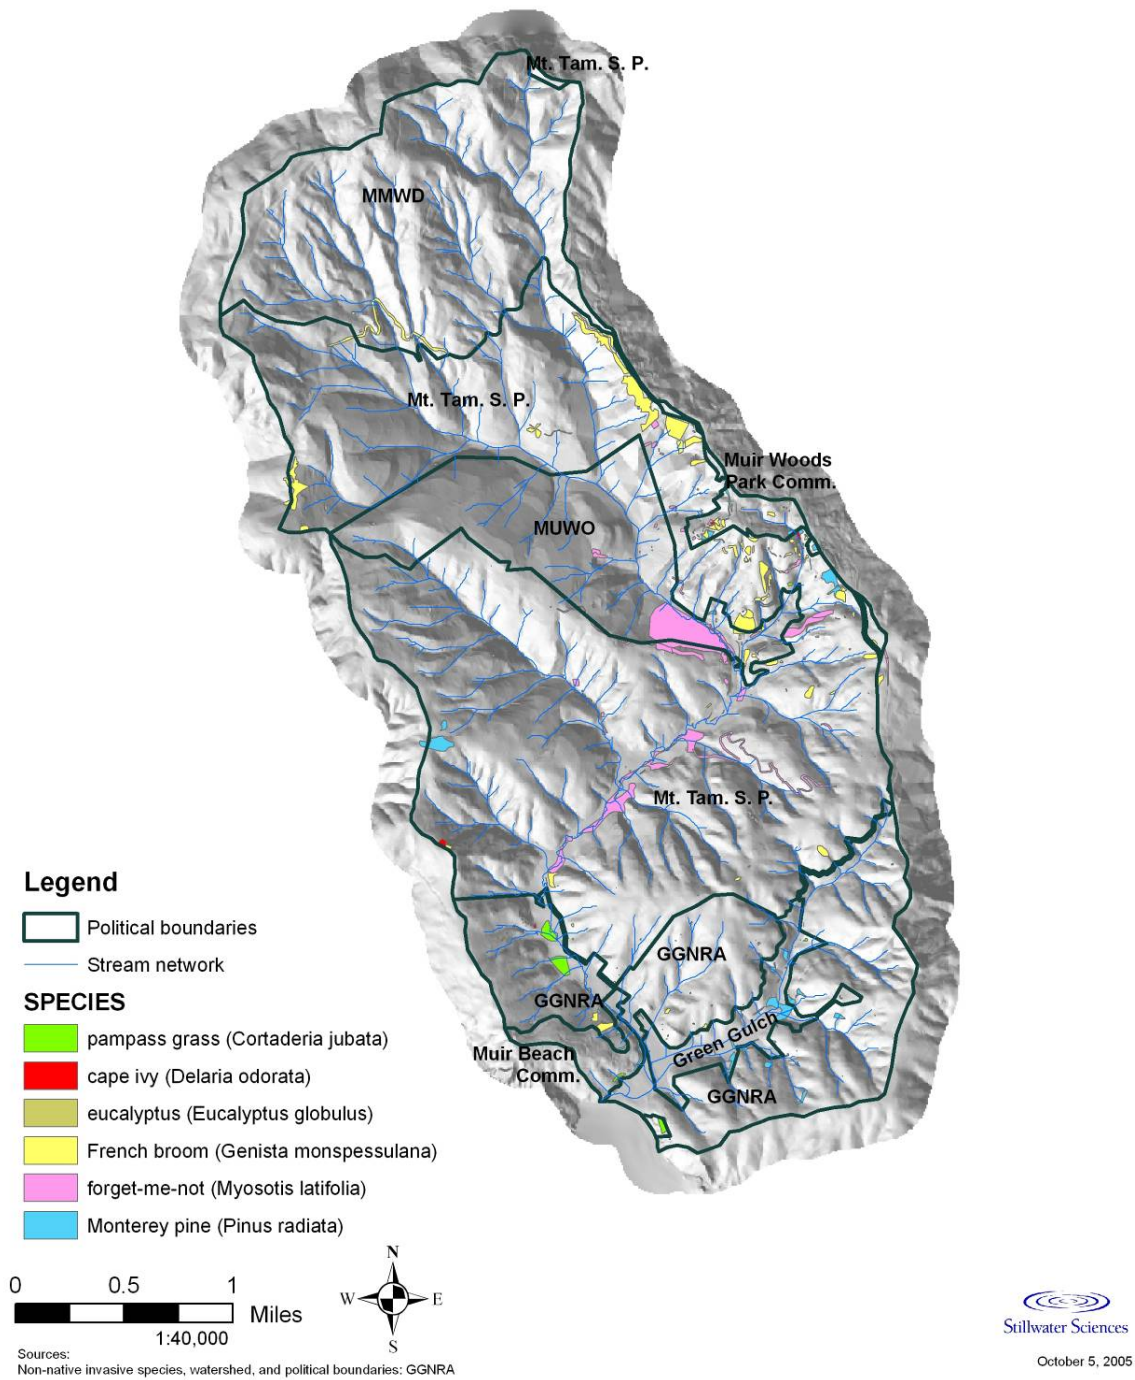 Mt. Tam. S. P.
MMWD
Mt. Tam. S. P.
Muir Woods
Park Comm.
MUWO
Mt. Tam. S. P.
GGNRA
GGNRA
Green Gulch
Muir Beach
Comm.
GGNRA
Legend
Political boundaries
Stream network
SPECIES
pampass grass (Cortaderia jubata)
cape ivy (Delaria odorata)
eucalyptus (Eucalyptus globulus)
French broom (Genista monspessulana)
forget-me-not (Myosotis latifolia)
Monterey pine (Pinus radiata)
0 0.5 1
Miles
1:40,000
N
W E
S
Sources:
Non-native invasive species, watershed, and political boundaries: GGNRA
Stillwater Sciences
October 5, 2005